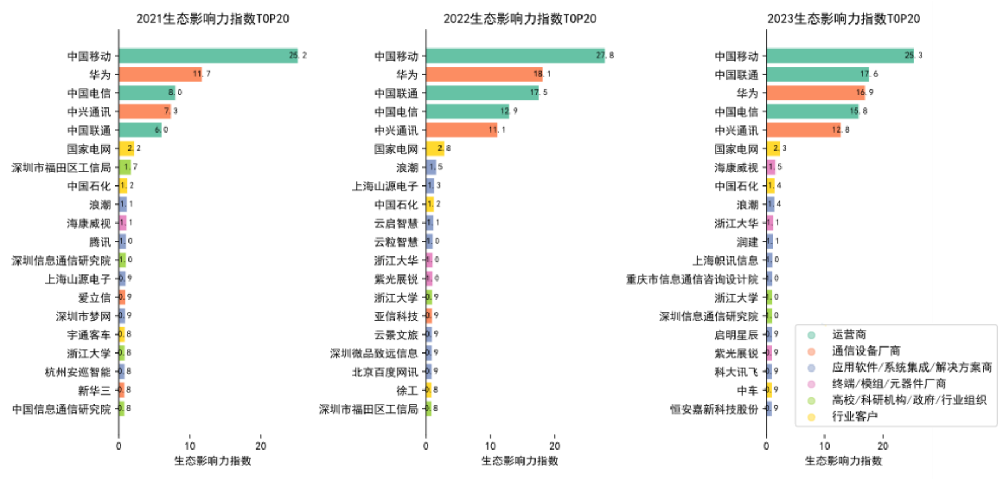 2021生态影响力指数TOP20
中国移动 25.2
华为 11.7
中国电信 8.0
中兴通讯 7.3
中国联通 6.0
国家电网 2.2
深圳市福田区工信局 1.7
中国石化 1.2
浪潮 1.1
海康威视 1.1
腾讯 1.0
深圳信息通信研究院 1.0
上海山源电子 0.9
爱立信 0.9
深圳市梦网 0.9
宇通客车 0.8
浙江大学 0.8
杭州安巡智能 0.8
新华三 0.8
中国信息通信研究院 0.8
0 10 20
生态影响力指数
2022生态影响力指数TOP20
中国移动 27.8
华为 18.1
中国联通 17.5
中国电信 12.9
中兴通讯 11.1
国家电网 2.8
浪潮 1.5
上海山源电子 1.3
中国石化 1.2
云启智慧 1.1
云粒智慧 1.0
浙江大华 1.0
紫光展锐 1.0
浙江大学 0.9
亚信科技 0.9
云景文旅 0.9
深圳微品致远信息 0.9
北京百度网讯 0.9
徐工 0.8
深圳市福田区工信局 0.8
0 10 20
生态影响力指数
2023生态影响力指数TOP20
中国移动 25.3
中国联通 17.6
华为 16.9
中国电信 15.8
中兴通讯 12.8
国家电网 2.3
海康威视 1.5
中国石化 1.4
浪潮 1.4
浙江大华 1.1
润建 1.1
上海帜讯信息 1.0
重庆市信息通信咨询设计院 1.0
浙江大学 1.0
深圳信息通信研究院 1.0
启明星辰 0.9
紫光展锐 0.9
科大讯飞 0.9
中车 0.9
恒安嘉新科技股份 0.9
0 10 20
生态影响力指数
运营商
通信设备厂商
应用软件/系统集成/解决方案商
终端/模组/元器件厂商
高校/科研机构/政府/行业组织
行业客户